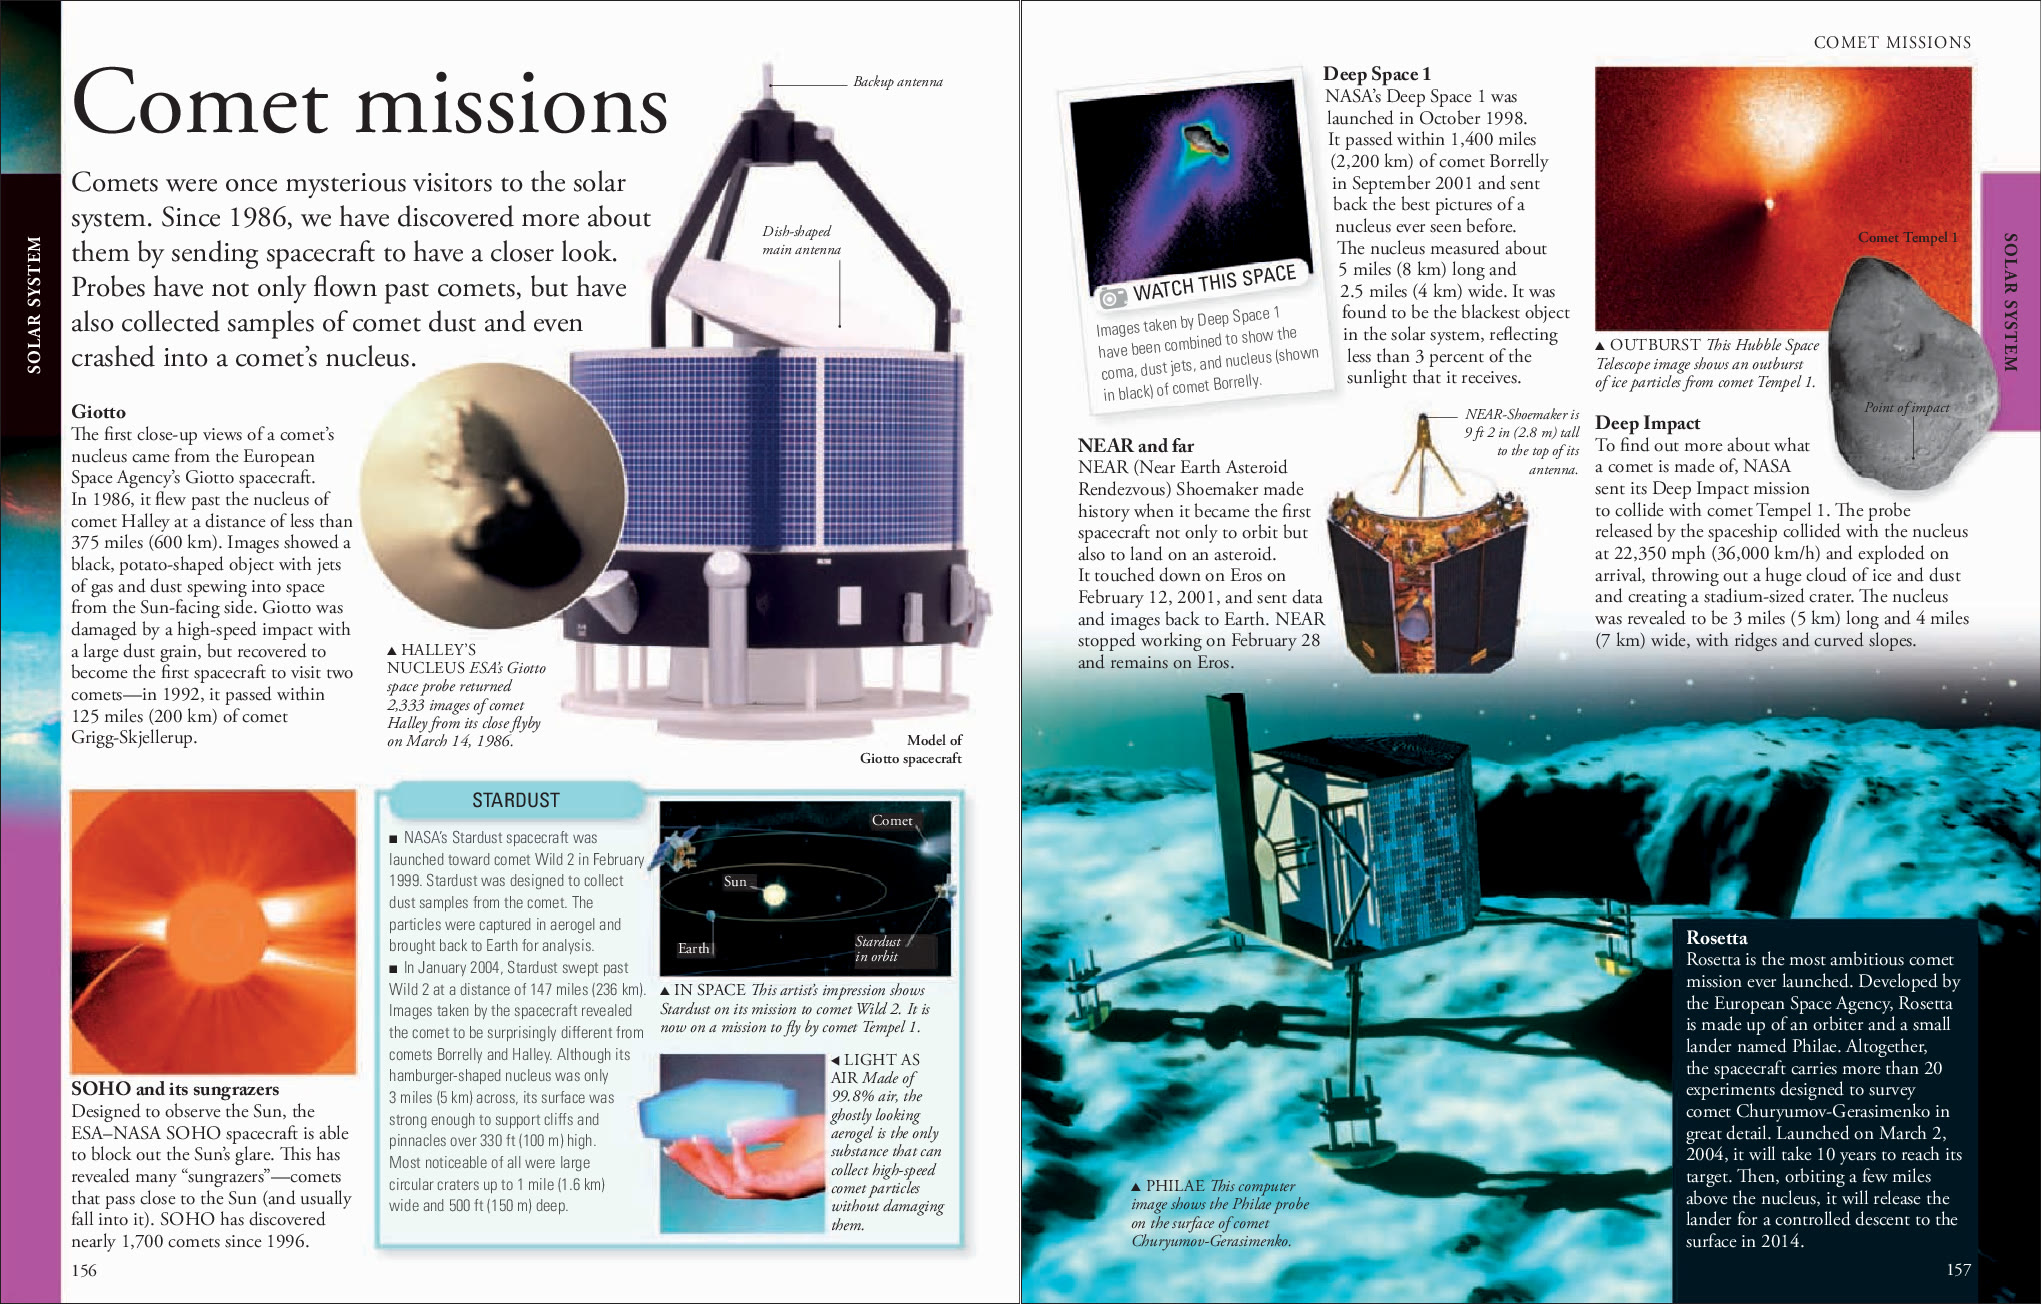 Comet missions
Comets were once mysterious visitors to the solar
system. Since 1986, we have discovered more about
them by sending spacecraft to have a closer look.
Probes have not only flown past comets, but have
also collected samples of comet dust and even
crashed into a comet's nucleus.
SOLAR SYSTEM
Backup antenna
Dish-shaped
main antenna
Giotto
The first close-up views of a comet's
nucleus came from the European
Space Agency's Giotto spacecraft.
In 1986, it flew past the nucleus of
comet Halley at a distance of less than
375 miles (600 km). Images showed a
black, potato-shaped object with jets
of gas and dust spewing into space
from the Sun-facing side. Giotto was
damaged by a high-speed impact with
a large dust grain, but recovered to
become the first spacecraft to visit two
comets—in 1992, it passed within
125 miles (200 km) of comet
Grigg-Skjellerup.
▲ HALLEY'S
NUCLEUS ESA's Giotto
space probe returned
2,333 images of comet
Halley from its close flyby
on March 14, 1986.
Model of
Giotto spacecraft
SOHO and its sungrazers
Designed to observe the Sun, the
ESA–NASA SOHO spacecraft is able
to block out the Sun's glare. This has
revealed many “sungrazers”—comets
that pass close to the Sun (and usually
fall into it). SOHO has discovered
nearly 1,700 comets since 1996.
156
STARDUST
■ NASA's Stardust spacecraft was
launched toward comet Wild 2 in February
1999. Stardust was designed to collect
dust samples from the comet. The
particles were captured in aerogel and
brought back to Earth for analysis.
■ In January 2004, Stardust swept past
Wild 2 at a distance of 147 miles (236 km).
Images taken by the spacecraft revealed
the comet to be surprisingly different from
comets Borrelly and Halley. Although its
hamburger-shaped nucleus was only
3 miles (5 km) across, its surface was
strong enough to support cliffs and
pinnacles over 330 ft (100 m) high.
Most noticeable of all were large
circular craters up to 1 mile (1.6 km)
wide and 500 ft (150 m) deep.
Comet
Sun
Earth
Stardust
in orbit
▲ IN SPACE This artist's impression shows
Stardust on its mission to comet Wild 2. It is
now on a mission to fly by comet Tempel 1.
◀ LIGHT AS
AIR Made of
99.8% air, the
ghostly looking
aerogel is the only
substance that can
collect high-speed
comet particles
without damaging
them.
COMET MISSIONS
WATCH THIS SPACE
Images taken by Deep Space 1
have been combined to show the
coma, dust jets, and nucleus (shown
in black) of comet Borrelly.
Deep Space 1
NASA's Deep Space 1 was
launched in October 1998.
It passed within 1,400 miles
(2,200 km) of comet Borrelly
in September 2001 and sent
back the best pictures of a
nucleus ever seen before.
The nucleus measured about
5 miles (8 km) long and
2.5 miles (4 km) wide. It was
found to be the blackest object
in the solar system, reflecting
less than 3 percent of the
sunlight that it receives.
NEAR and far
NEAR (Near Earth Asteroid
Rendezvous) Shoemaker made
history when it became the first
spacecraft not only to orbit but
also to land on an asteroid.
It touched down on Eros on
February 12, 2001, and sent data
and images back to Earth. NEAR
stopped working on February 28
and remains on Eros.
NEAR-Shoemaker is
9 ft 2 in (2.8 m) tall
to the top of its
antenna.
Comet Tempel 1
▲ OUTBURST This Hubble Space
Telescope image shows an outburst
of ice particles from comet Tempel 1.
Point of impact
Deep Impact
To find out more about what
a comet is made of, NASA
sent its Deep Impact mission
to collide with comet Tempel 1. The probe
released by the spaceship collided with the nucleus
at 22,350 mph (36,000 km/h) and exploded on
arrival, throwing out a huge cloud of ice and dust
and creating a stadium-sized crater. The nucleus
was revealed to be 3 miles (5 km) long and 4 miles
(7 km) wide, with ridges and curved slopes.
SOLAR SYSTEM
▲ PHILAE This computer
image shows the Philae probe
on the surface of comet
Churyumov-Gerasimenko.
Rosetta
Rosetta is the most ambitious comet
mission ever launched. Developed by
the European Space Agency, Rosetta
is made up of an orbiter and a small
lander named Philae. Altogether,
the spacecraft carries more than 20
experiments designed to survey
comet Churyumov-Gerasimenko in
great detail. Launched on March 2,
2004, it will take 10 years to reach its
target. Then, orbiting a few miles
above the nucleus, it will release the
lander for a controlled descent to the
surface in 2014.
157